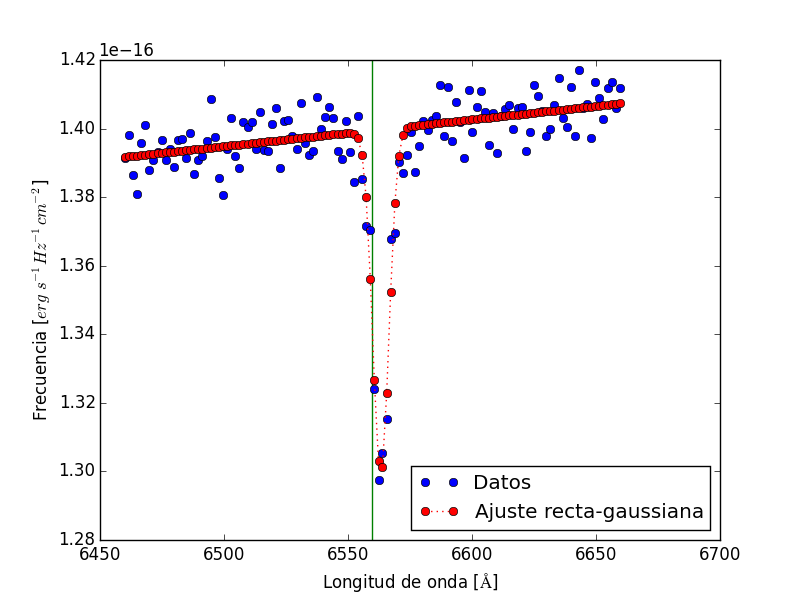 1e−16
1.42
1.40
1.38
1.36
1.34
1.32
1.30
1.28
Frecuencia [erg s⁻¹ Hz⁻¹ cm⁻²]
Datos
Ajuste recta-gaussiana
6450 6500 6550 6600 6650 6700
Longitud de onda [Å]